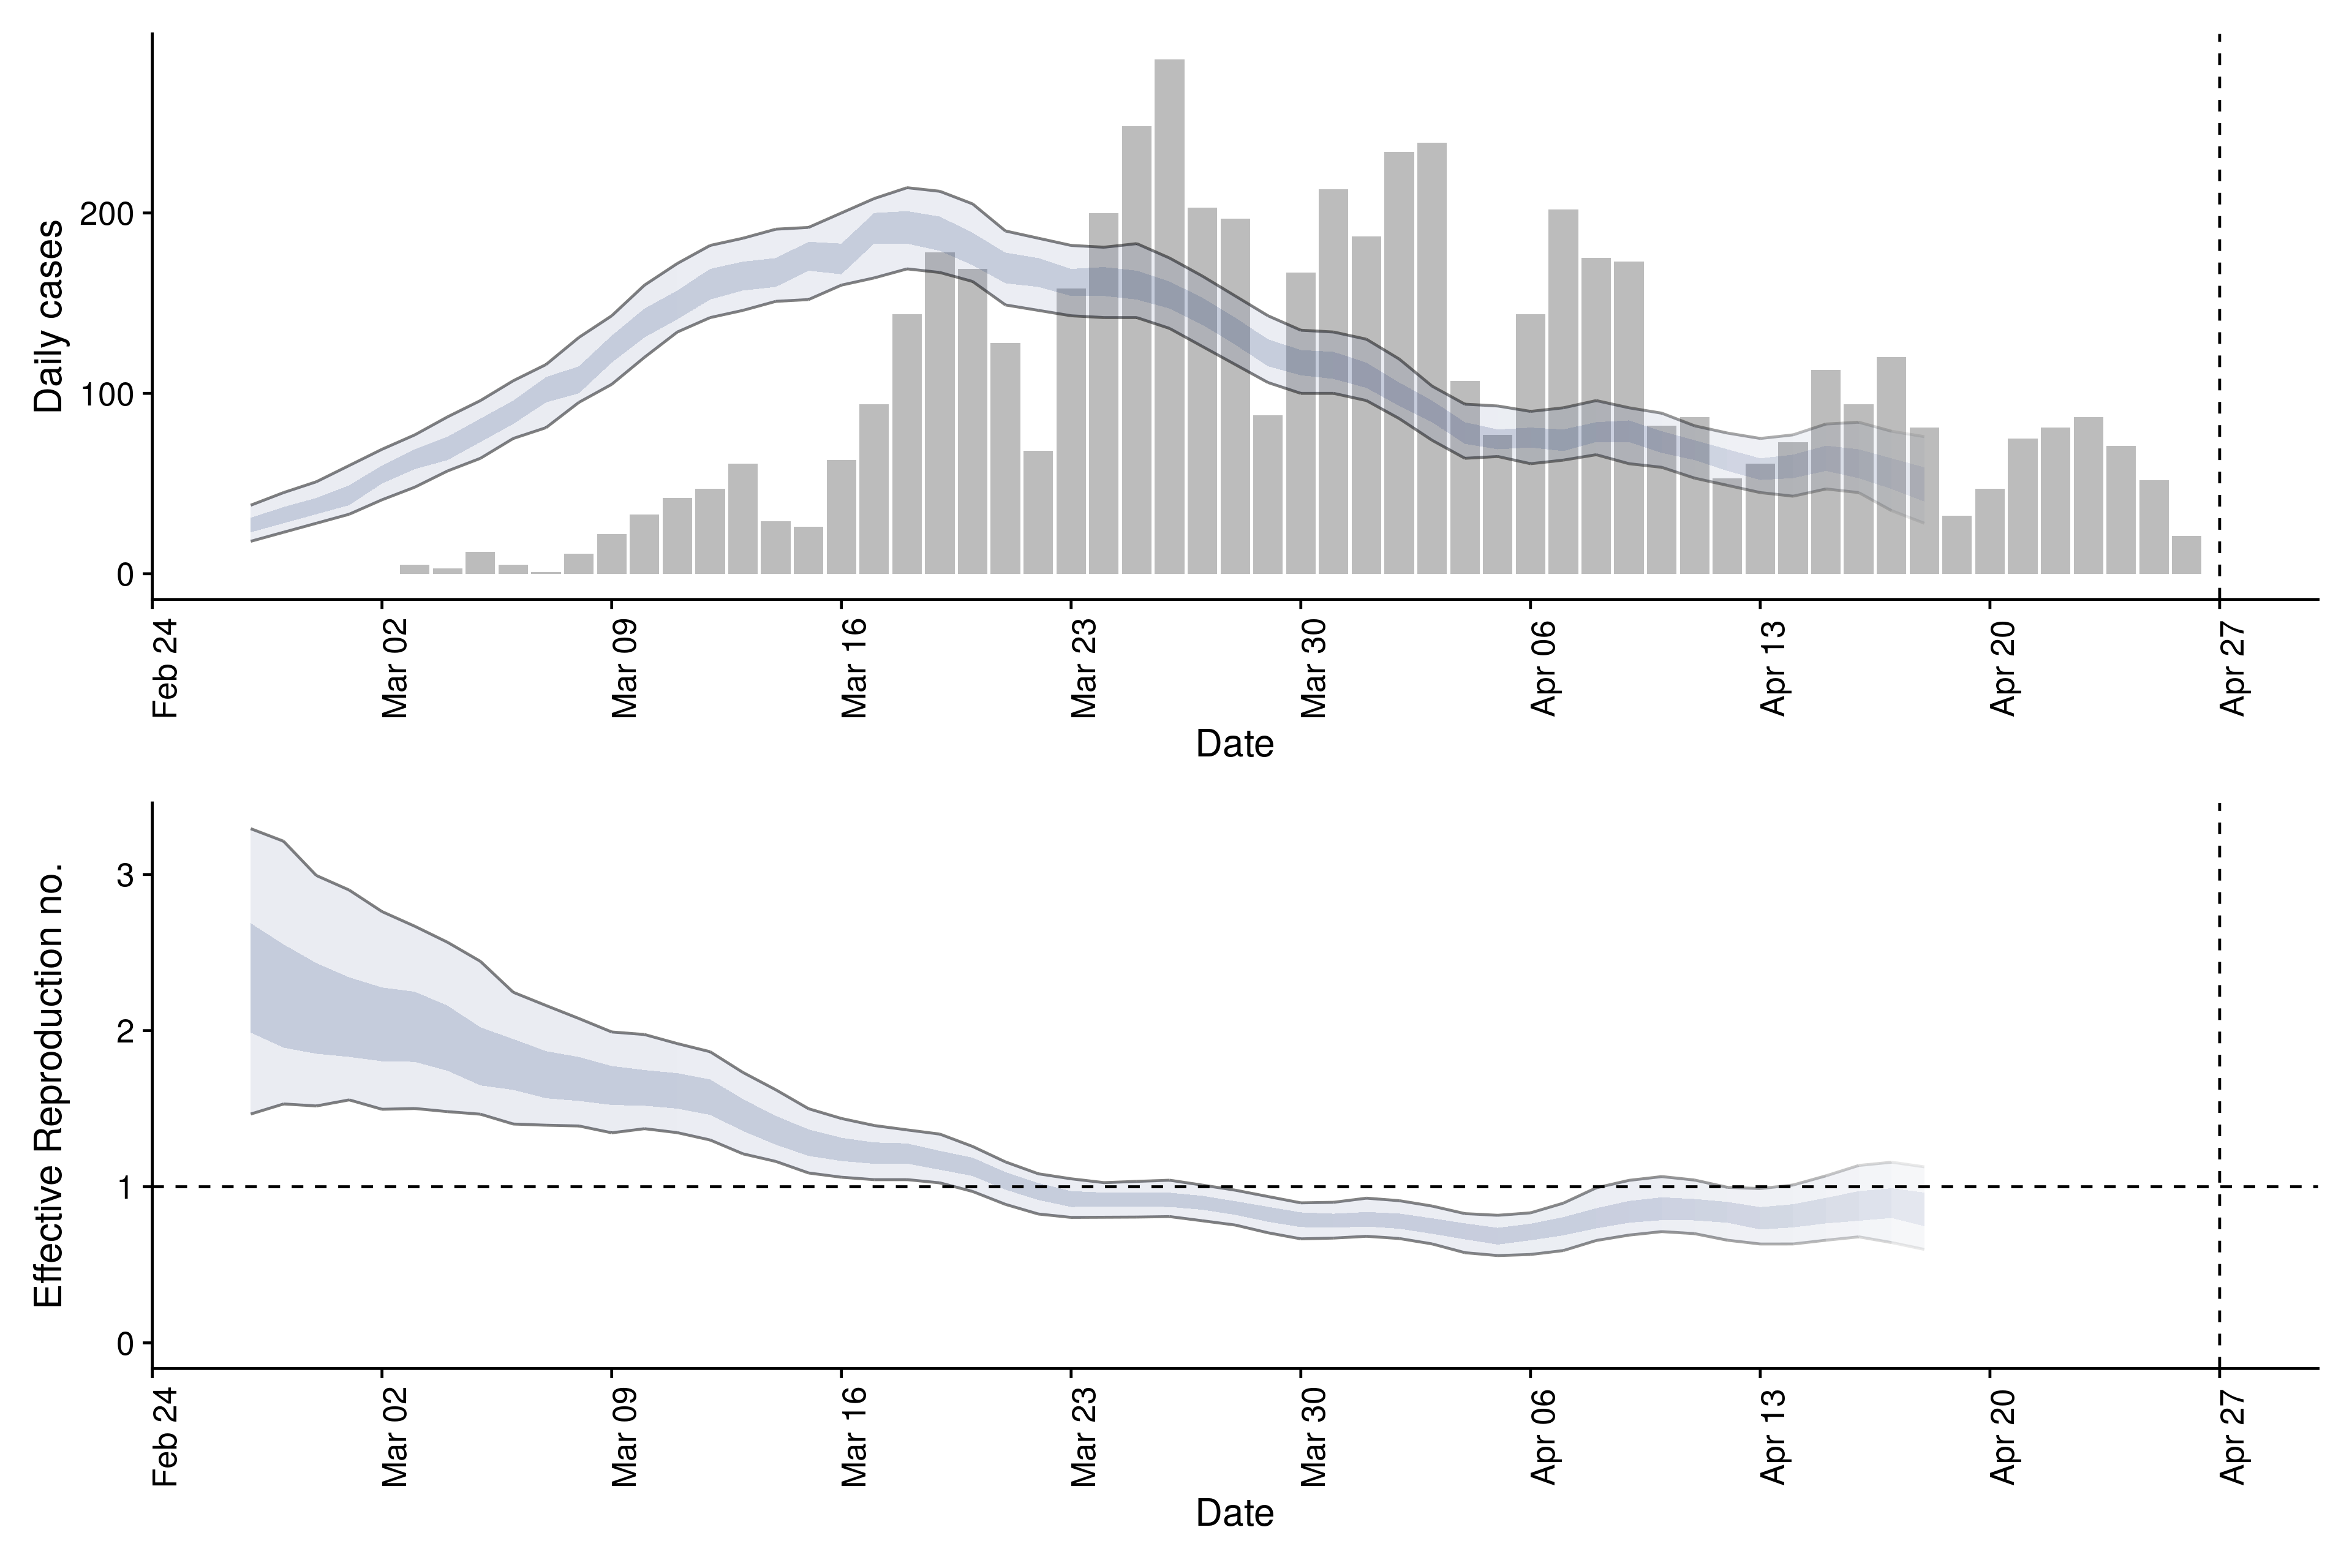 Daily cases
200
100
0
Feb 24
Mar 02
Mar 09
Mar 16
Mar 23
Mar 30
Apr 06
Apr 13
Apr 20
Apr 27
Date
Effective Reproduction no.
3
2
1
0
Feb 24
Mar 02
Mar 09
Mar 16
Mar 23
Mar 30
Apr 06
Apr 13
Apr 20
Apr 27
Date